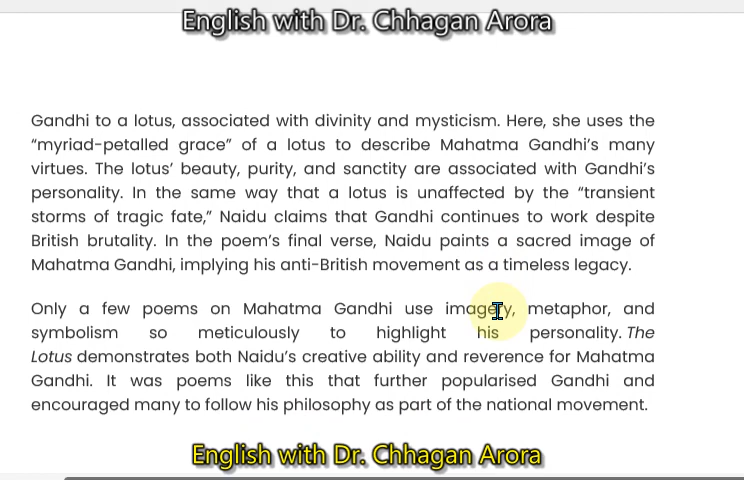 English with Dr. Chhagan Arora
Gandhi to a lotus, associated with divinity and mysticism. Here, she uses the
“myriad-petalled grace” of a lotus to describe Mahatma Gandhi’s many
virtues. The lotus’ beauty, purity, and sanctity are associated with Gandhi’s
personality. In the same way that a lotus is unaffected by the “transient
storms of tragic fate,” Naidu claims that Gandhi continues to work despite
British brutality. In the poem’s final verse, Naidu paints a sacred image of
Mahatma Gandhi, implying his anti-British movement as a timeless legacy.
Only a few poems on Mahatma Gandhi use imagery, metaphor, and
symbolism so meticulously to highlight his personality. The
Lotus demonstrates both Naidu’s creative ability and reverence for Mahatma
Gandhi. It was poems like this that further popularised Gandhi and
encouraged many to follow his philosophy as part of the national movement.
English with Dr. Chhagan Arora